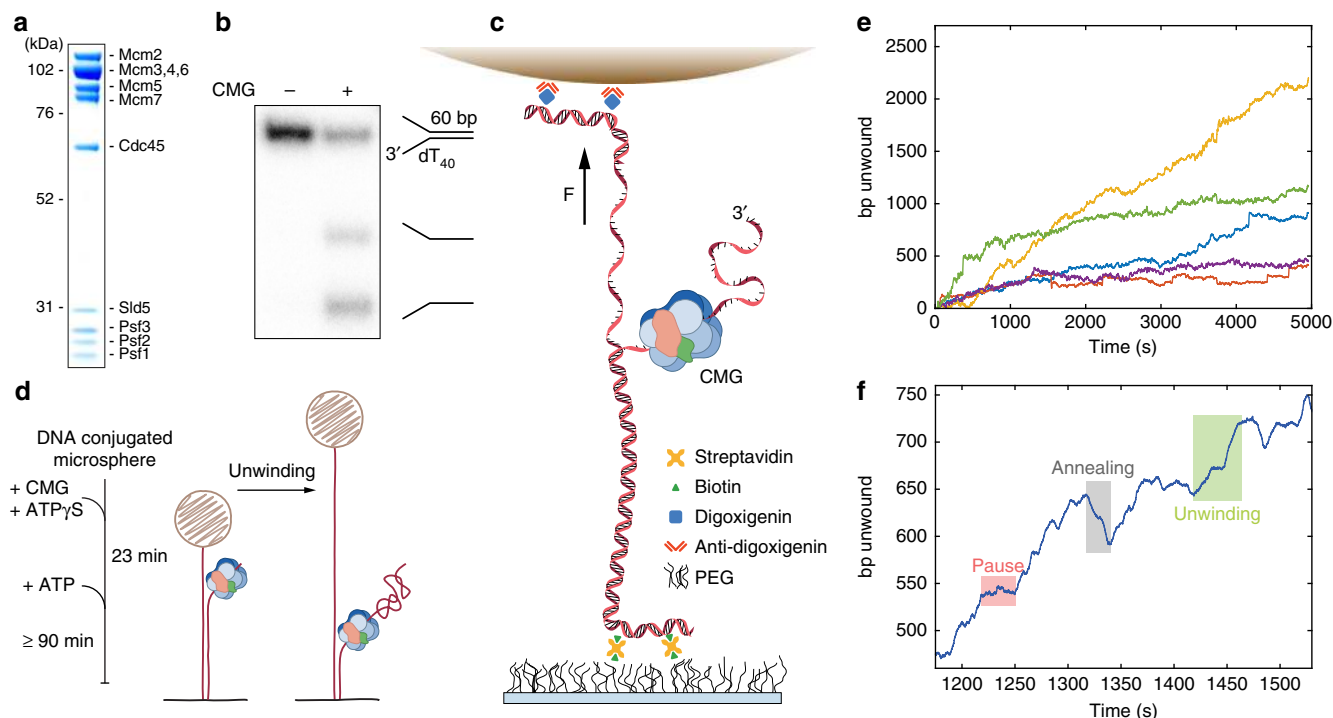 a
(kDa)
102 -
76 -
52 -
31 -
- Mcm2
- Mcm3,4,6
- Mcm5
- Mcm7
- Cdc45
- Sld5
- Psf3
- Psf2
- Psf1
b
CMG – +
60 bp
3′ dT40
c
F
3′
CMG
Streptavidin
Biotin
Digoxigenin
Anti-digoxigenin
PEG
d
DNA conjugated
microsphere
+ CMG
+ ATPγS
23 min
+ ATP
≥ 90 min
Unwinding
e
bp unwound
2500
2000
1500
1000
500
0
0 1000 2000 3000 4000 5000
Time (s)
f
bp unwound
750
700
650
600
550
500
Pause
Annealing
Unwinding
1200 1250 1300 1350 1400 1450 1500
Time (s)